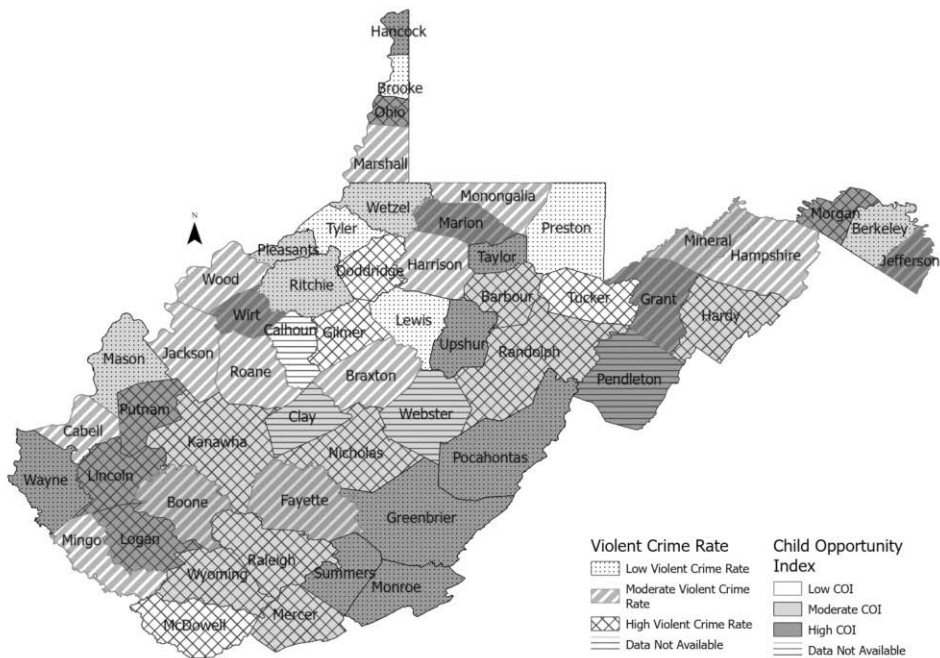 Hancock
Brooke
Ohio
Marshall
Wetzel
Monongalia
Marion
Preston
Tyler
Pleasants
Doddridge
Harrison
Taylor
Mineral
Hampshire
Morgan
Berkeley
Jefferson
N
Wood
Ritchie
Barbour
Tucker
Grant
Hardy
Wirt
Calhoun
Gilmer
Lewis
Upshur
Randolph
Mason
Jackson
Roane
Braxton
Pendleton
Putnam
Clay
Webster
Cabell
Kanawha
Nicholas
Pocahontas
Wayne
Lincoln
Boone
Fayette
Greenbrier
Mingo
Logan
Raleigh
Wyoming
Summers
Monroe
McDowell
Mercer
Violent Crime Rate
Low Violent Crime Rate
Moderate Violent Crime
Rate
High Violent Crime Rate
Data Not Available
Child Opportunity
Index
Low COI
Moderate COI
High COI
Data Not Available